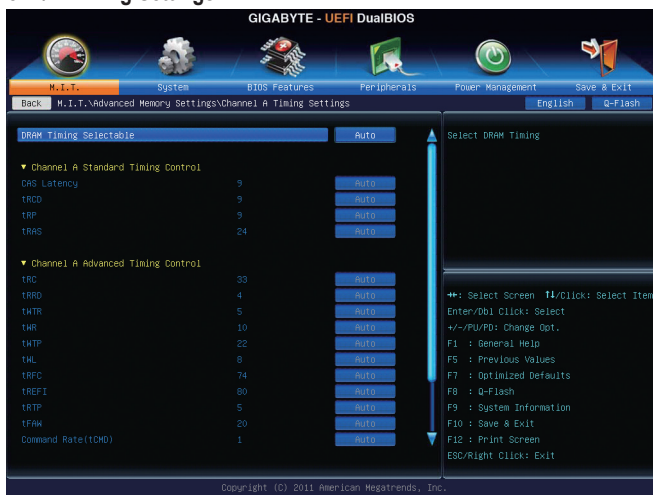 GIGABYTE - UEFI DualBIOS
M.I.T.
System
BIOS Features
Peripherals
Power Management
Save & Exit
Back M.I.T.\Advanced Memory Settings\Channel A Timing Settings
English
Q-Flash
DRAM Timing Selectable Auto
▼ Channel A Standard Timing Control
CAS Latency 9 Auto
tRCD 9 Auto
tRP 9 Auto
tRAS 24 Auto
▼ Channel A Advanced Timing Control
tRC 33 Auto
tRRD 4 Auto
tWTR 5 Auto
tWR 10 Auto
tWTP 22 Auto
tWL 8 Auto
tRFC 74 Auto
tREFI 80 Auto
tRTP 5 Auto
tFAW 20 Auto
Command Rate(tCMD) 1 Auto
Select DRAM Timing
→←: Select Screen ↑↓/Click: Select Item
Enter/Dbl Click: Select
+/-/PU/PD: Change Opt.
F1 : General Help
F5 : Previous Values
F7 : Optimized Defaults
F8 : Q-Flash
F9 : System Information
F10 : Save & Exit
F12 : Print Screen
ESC/Right Click: Exit
Copyright (C) 2011 American Megatrends, Inc.